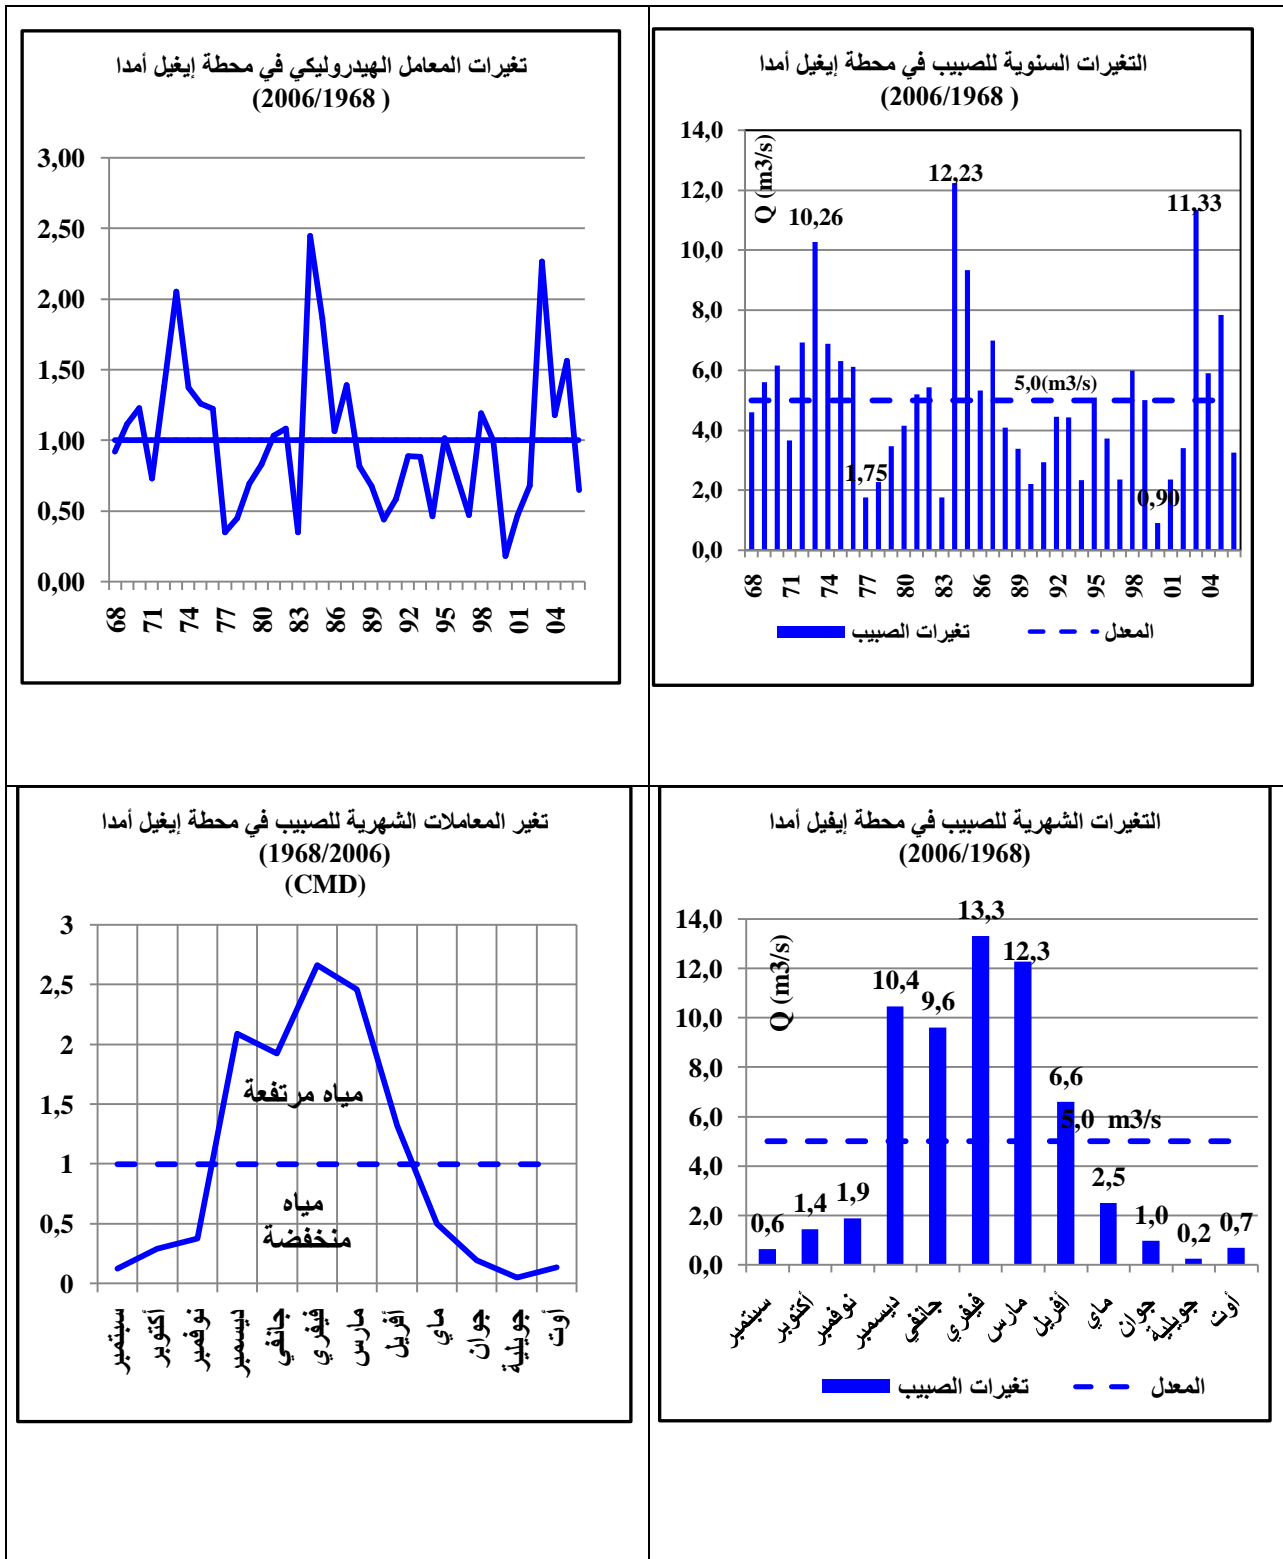 تغيرات المعامل الهيدروليكي في محطة إيغيل أمدا
(2006/1968 )
3,00
2,50
2,00
1,50
1,00
0,50
0,00
68 71 74 77 80 83 86 89 92 95 98 01 04
التغيرات السنوية للصبيب في محطة إيغيل أمدا
(2006/1968 )
Q (m3/s)
14,0
12,0
10,0
8,0
6,0
4,0
2,0
0,0
10,26
1,75
12,23
5,0(m3/s)
0,90
11,33
68 71 74 77 80 83 86 89 92 95 98 01 04
تغيرات الصبيب
المعدل
تغير المعاملات الشهرية للصبيب في محطة إيغيل أمدا
(1968/2006)
(CMD)
3
2,5
2
1,5
1
0,5
0
مياه مرتفعة
مياه
منخفضة
سبتمبر أكتوبر نوفمبر ديسمبر جانفي فيفري مارس أفريل ماي جوان جويلية أوت
التغيرات الشهرية للصبيب في محطة إيفيل أمدا
(2006/1968)
Q (m3/s)
14,0
12,0
10,0
8,0
6,0
4,0
2,0
0,0
0,6 1,4 1,9 10,4 9,6 13,3 12,3 6,6 2,5 1,0 0,2 0,7
5,0 m3/s
سبتمبر أكتوبر نوفمبر ديسمبر جانفي فيفري مارس أفريل ماي جوان جويلية أوت
تغيرات الصبيب
المعدل